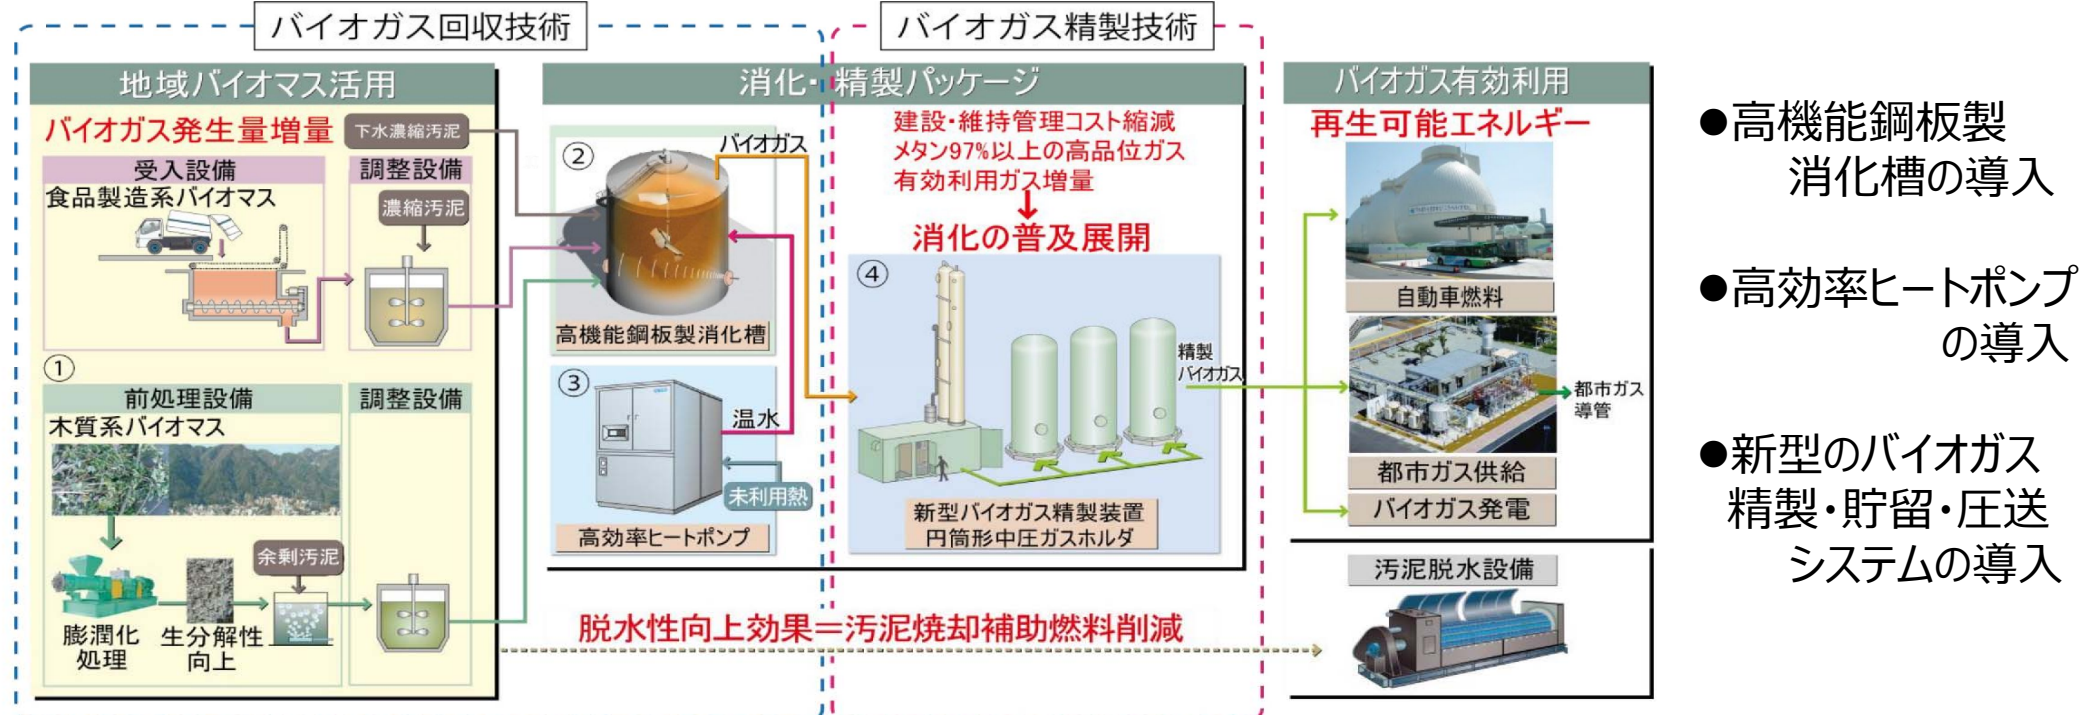 バイオガス回収技術
バイオガス精製技術
地域バイオマス活用
バイオガス発生量増量
下水濃縮汚泥
受入設備
食品製造系バイオマス
調整設備
濃縮汚泥
①
前処理設備
木質系バイオマス
調整設備
余剰汚泥
膨潤化
処理
生分解性
向上
消化・精製パッケージ
②
バイオガス
高機能鋼板製消化槽
③
温水
未利用熱
高効率ヒートポンプ
建設・維持管理コスト縮減
メタン97%以上の高品位ガス
有効利用ガス増量
消化の普及展開
④
精製
バイオガス
新型バイオガス精製装置
円筒形中圧ガスホルダ
脱水性向上効果＝汚泥焼却補助燃料削減
バイオガス有効利用
再生可能エネルギー
自動車燃料
都市ガス
導管
都市ガス供給
バイオガス発電
汚泥脱水設備
●高機能鋼板製
消化槽の導入
●高効率ヒートポンプ
の導入
●新型のバイオガス
精製・貯留・圧送
システムの導入